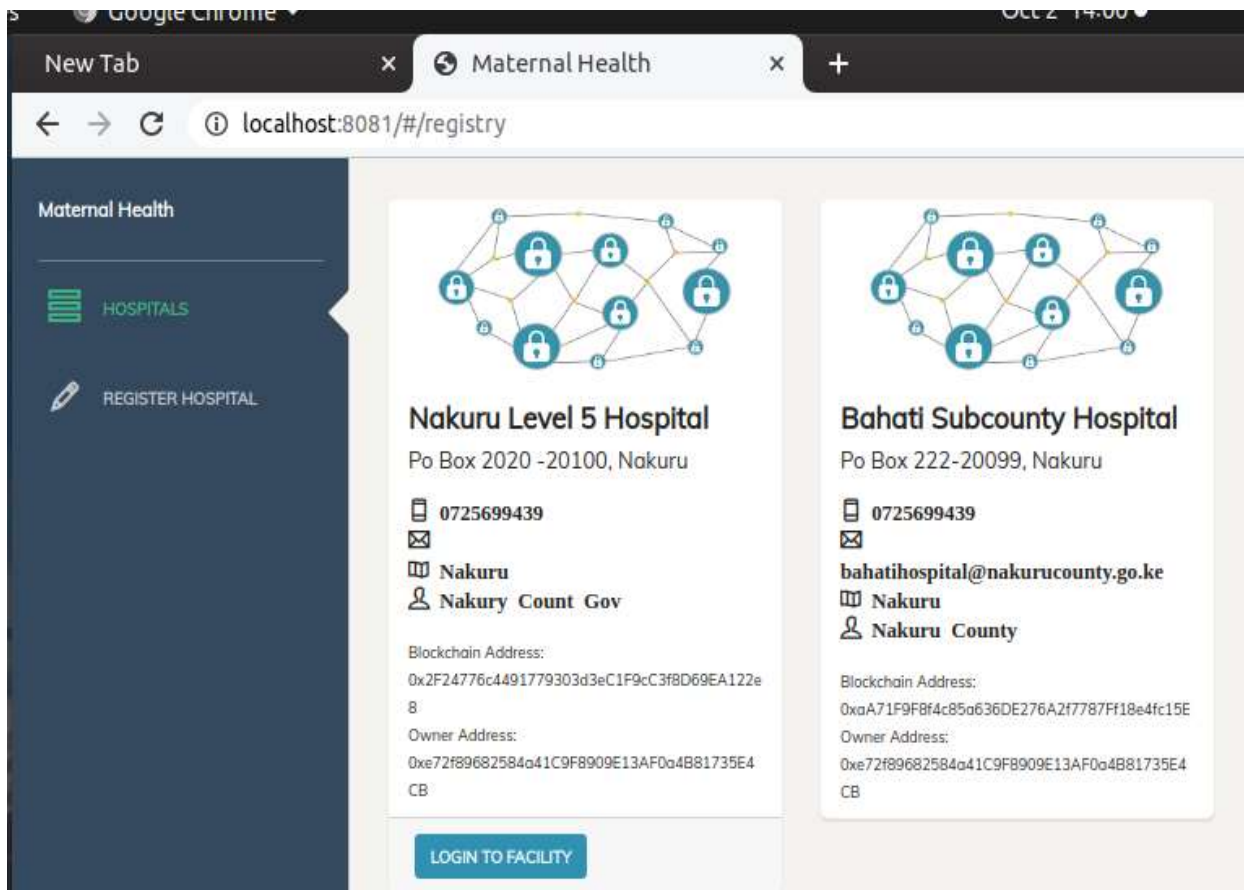 Google Chrome
Oct 2 14:00
New Tab
Maternal Health
localhost:8081/#/registry
Maternal Health
HOSPITALS
REGISTER HOSPITAL
Nakuru Level 5 Hospital
Po Box 2020 -20100, Nakuru
0725699439
Nakuru
Nakury Count Gov
Blockchain Address:
0x2F24776c4491779303d3eC1F9cC3f8D69EA122e
8
Owner Address:
0xe72f89682584a41C9F8909E13AF0a4B81735E4
CB
LOGIN TO FACILITY
Bahati Subcounty Hospital
Po Box 222-20099, Nakuru
0725699439
bahatihospital@nakurucounty.go.ke
Nakuru
Nakuru County
Blockchain Address:
0xaA71F9F8f4c85a636DE276A2f7787Ff18e4fc15E
Owner Address:
0xe72f89682584a41C9F8909E13AF0a4B81735E4
CB